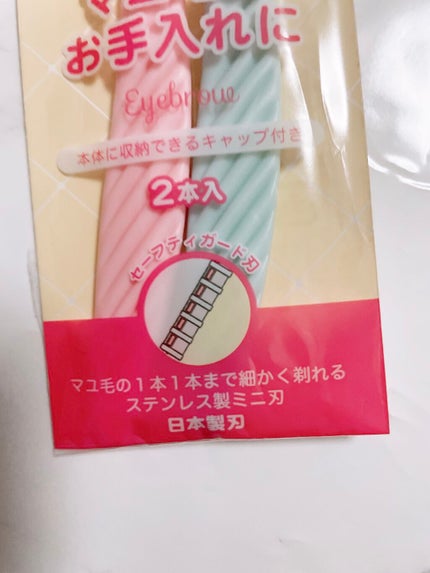 マユ
お手入れに
Eyebrow
本体に収納できるキャップ付き
2本入
セーフティガード刃
マユ毛の1本1本まで細かく剃れる
ステンレス製ミニ刃
日本製刃